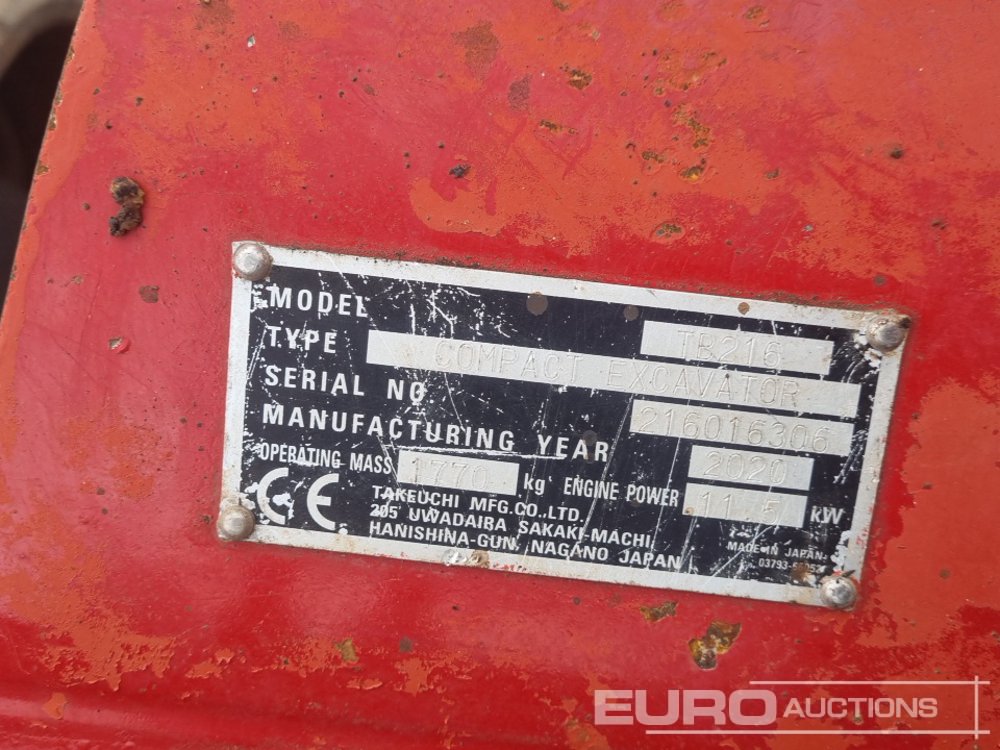 MODEL TB216
TYPE COMPACT EXCAVATOR
SERIAL NO 216016306
MANUFACTURING YEAR 2020
OPERATING MASS 1770 kg ENGINE POWER 11.5 kW
CE
TAKEUCHI MFG.CO.,LTD.
205 UWADAIRA SAKAKI-MACHI,
HANISHINA-GUN, NAGANO JAPAN
MADE IN JAPAN
EURO AUCTIONS